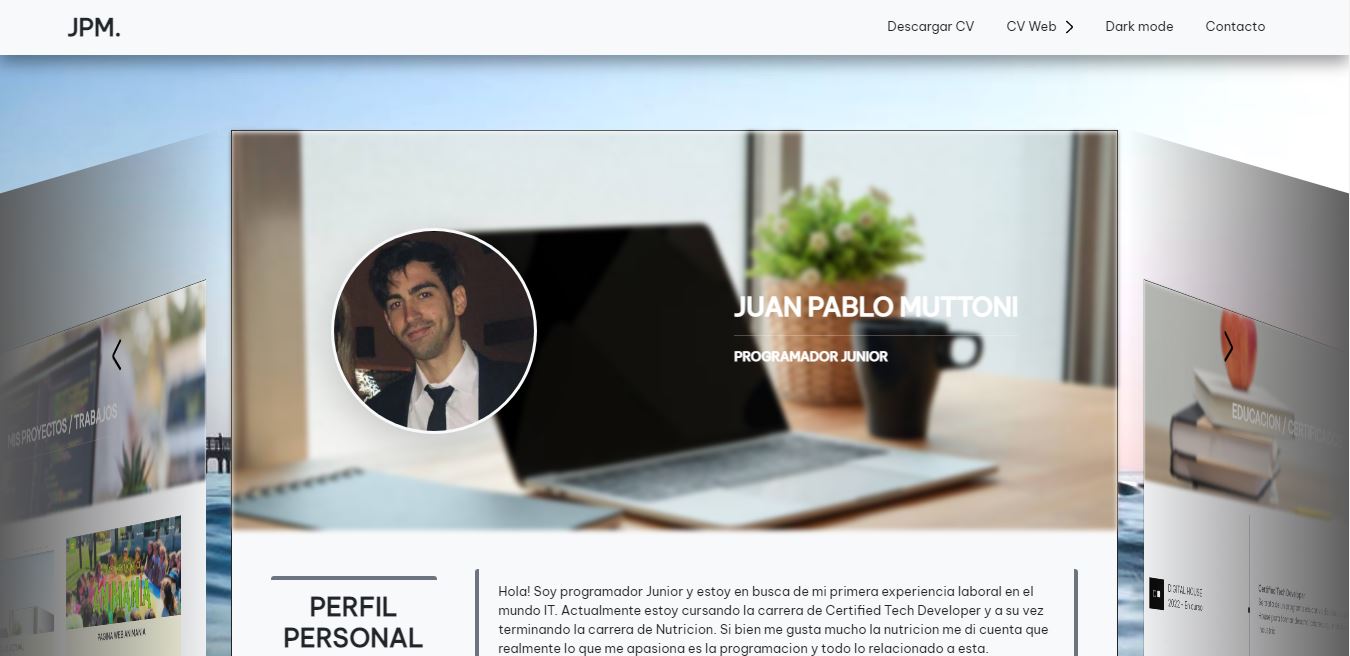 JPM.
Descargar CV
CV Web
Dark mode
Contacto
JUAN PABLO MUTTONI
PROGRAMADOR JUNIOR
MIS PROYECTOS / TRABAJOS
EDUCACION / CERTIFICADOS
PAGINA WEB ANIMANIA
DIGITAL HOUSE
2022 - En curso
Certified Tech Developer
PERFIL
PERSONAL
Hola! Soy programador Junior y estoy en busca de mi primera experiencia laboral en el
mundo IT. Actualmente estoy cursando la carrera de Certified Tech Developer y a su vez
terminando la carrera de Nutricion. Si bien me gusta mucho la nutricion me di cuenta que
realmente lo que me apasiona es la programacion y todo lo relacionado a esta.